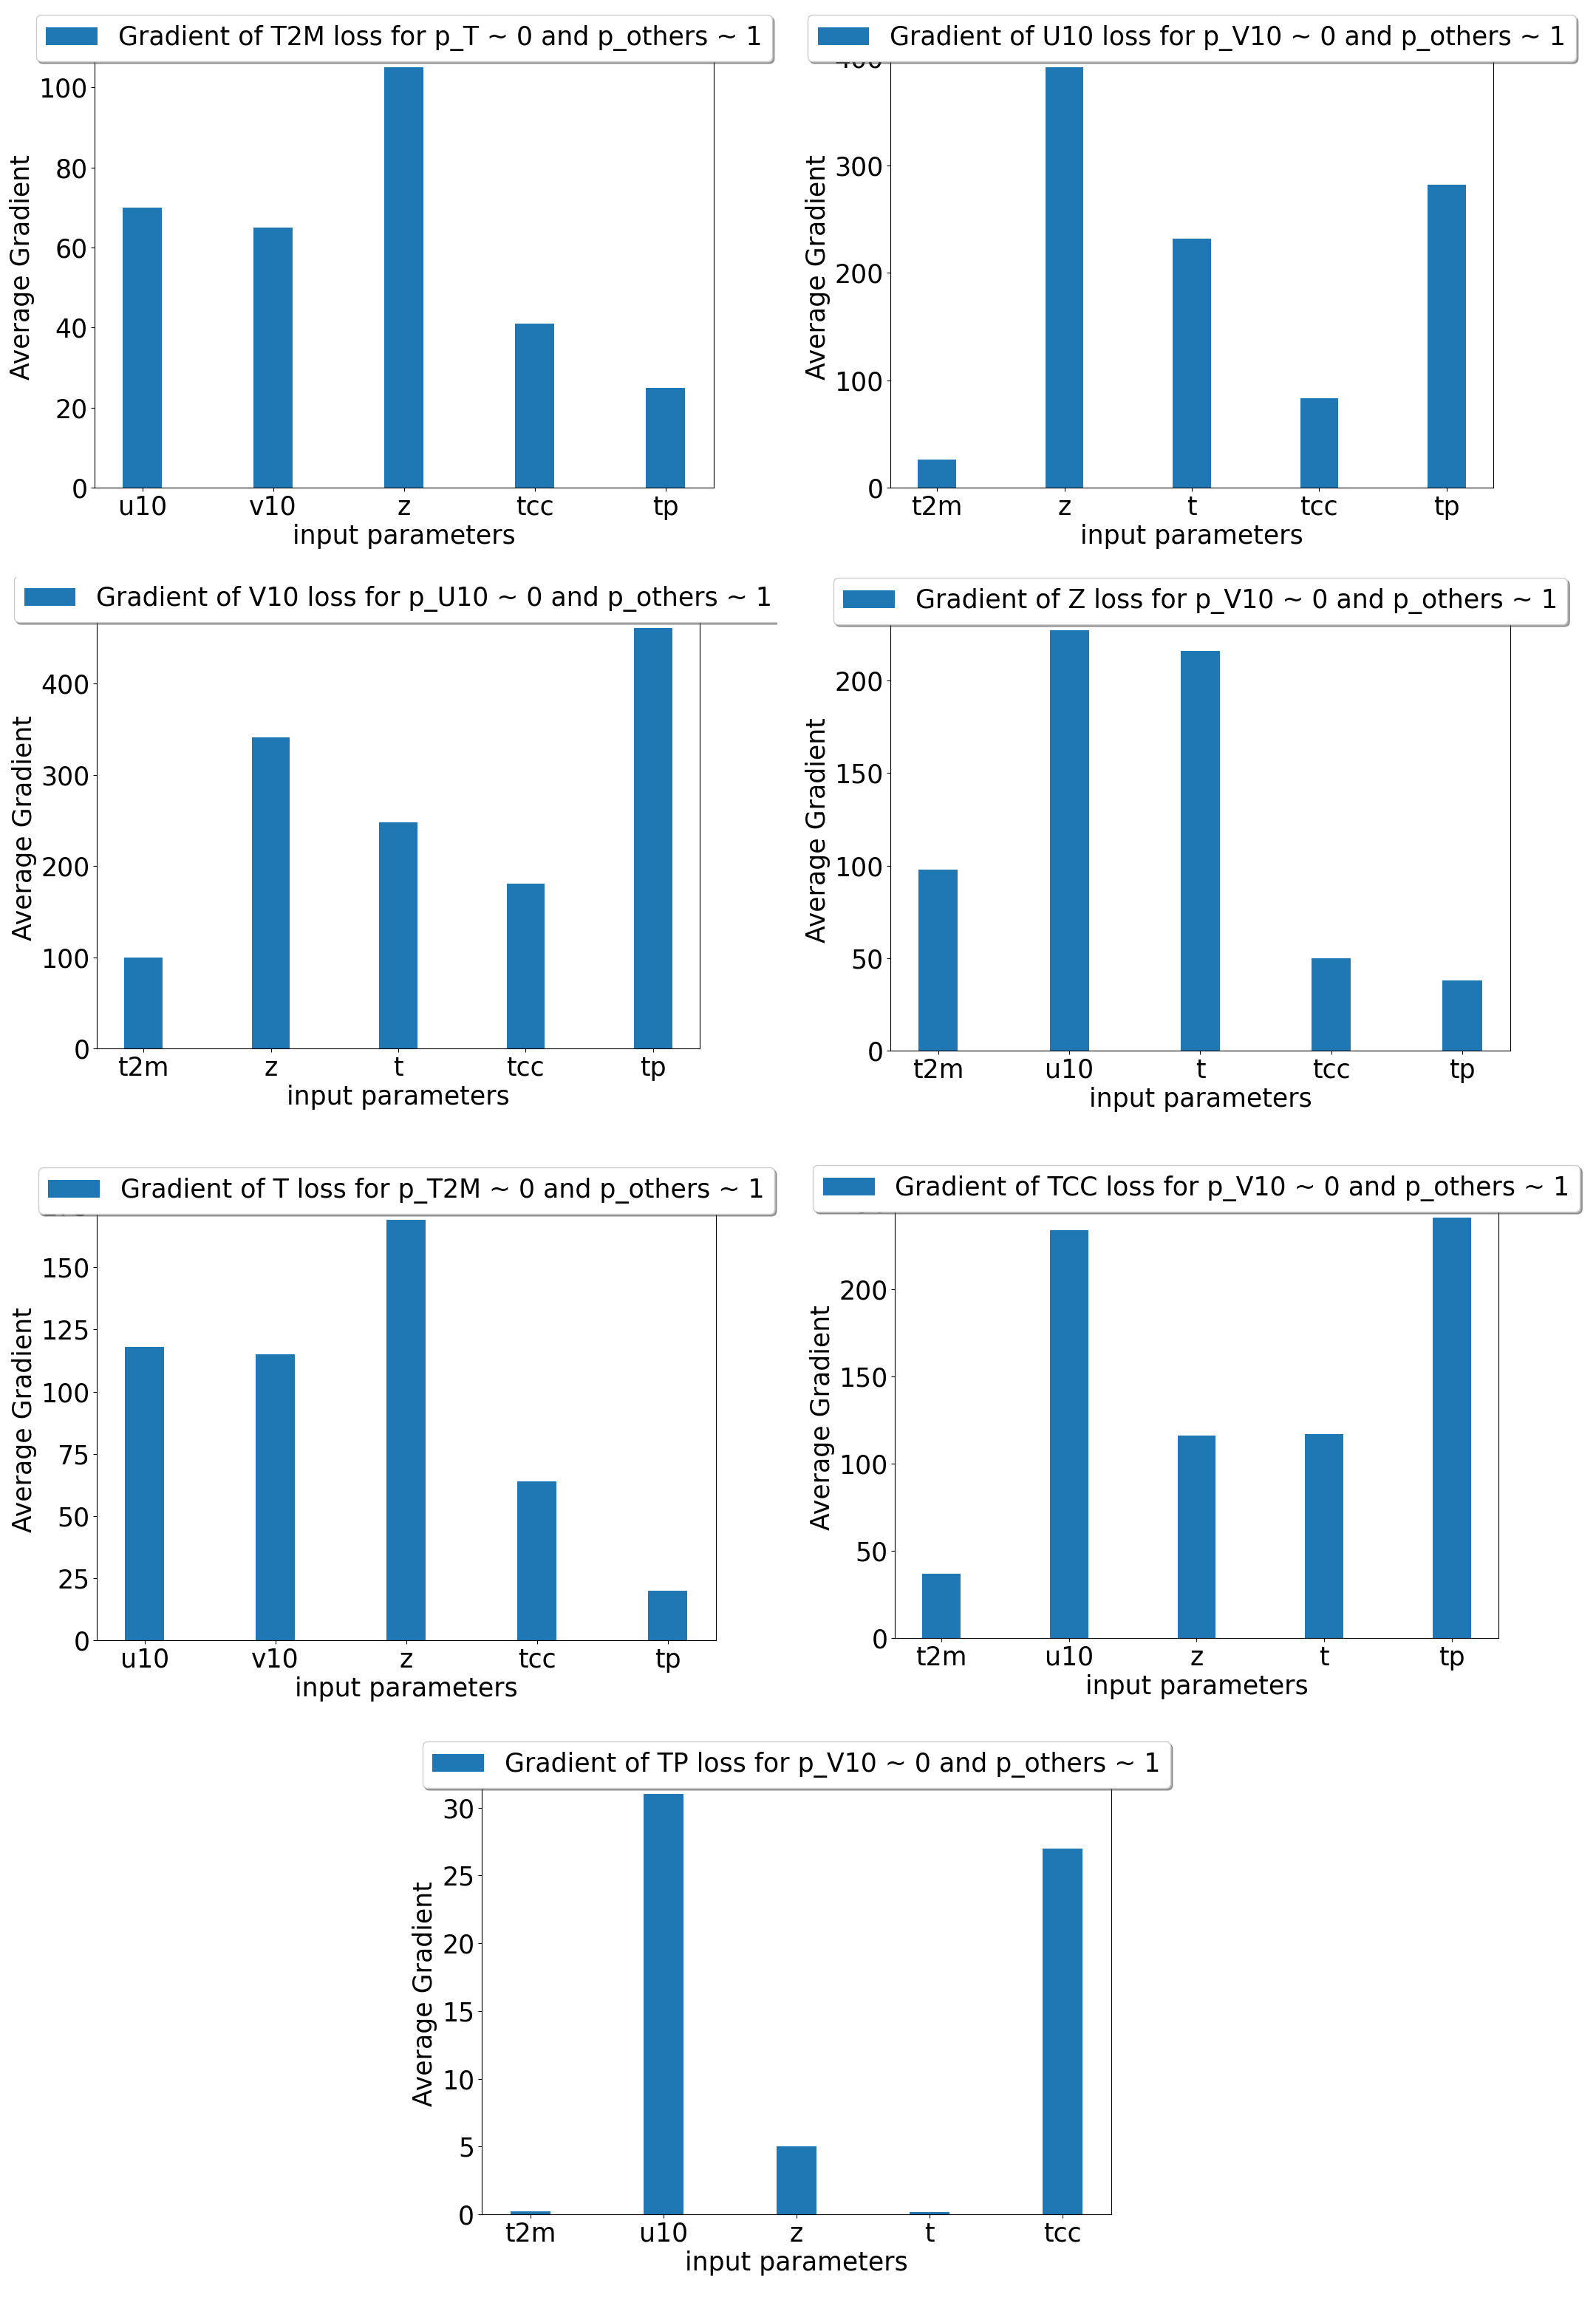 Gradient of T2M loss for p_T ~ 0 and p_others ~ 1
100
80
60
40
20
0
Average Gradient
u10 v10 z tcc tp
input parameters
Gradient of U10 loss for p_V10 ~ 0 and p_others ~ 1
400
300
200
100
0
Average Gradient
t2m z t tcc tp
input parameters
Gradient of V10 loss for p_U10 ~ 0 and p_others ~ 1
400
300
200
100
0
Average Gradient
t2m z t tcc tp
input parameters
Gradient of Z loss for p_V10 ~ 0 and p_others ~ 1
200
150
100
50
0
Average Gradient
t2m u10 t tcc tp
input parameters
Gradient of T loss for p_T2M ~ 0 and p_others ~ 1
150
125
100
75
50
25
0
Average Gradient
u10 v10 z tcc tp
input parameters
Gradient of TCC loss for p_V10 ~ 0 and p_others ~ 1
200
150
100
50
0
Average Gradient
t2m u10 z t tp
input parameters
Gradient of TP loss for p_V10 ~ 0 and p_others ~ 1
30
25
20
15
10
5
0
Average Gradient
t2m u10 z t tcc
input parameters